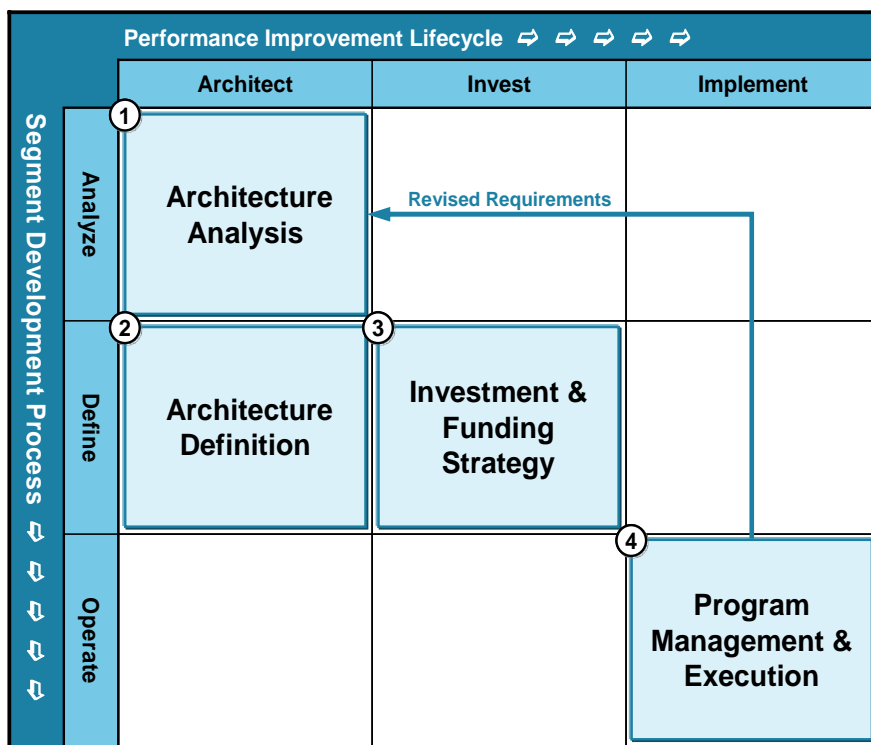 Performance Improvement Lifecycle
Architect
Invest
Implement
Segment Development Process
Analyze
1
Architecture
Analysis
Revised Requirements
Define
2
Architecture
Definition
3
Investment &
Funding
Strategy
Operate
4
Program
Management &
Execution